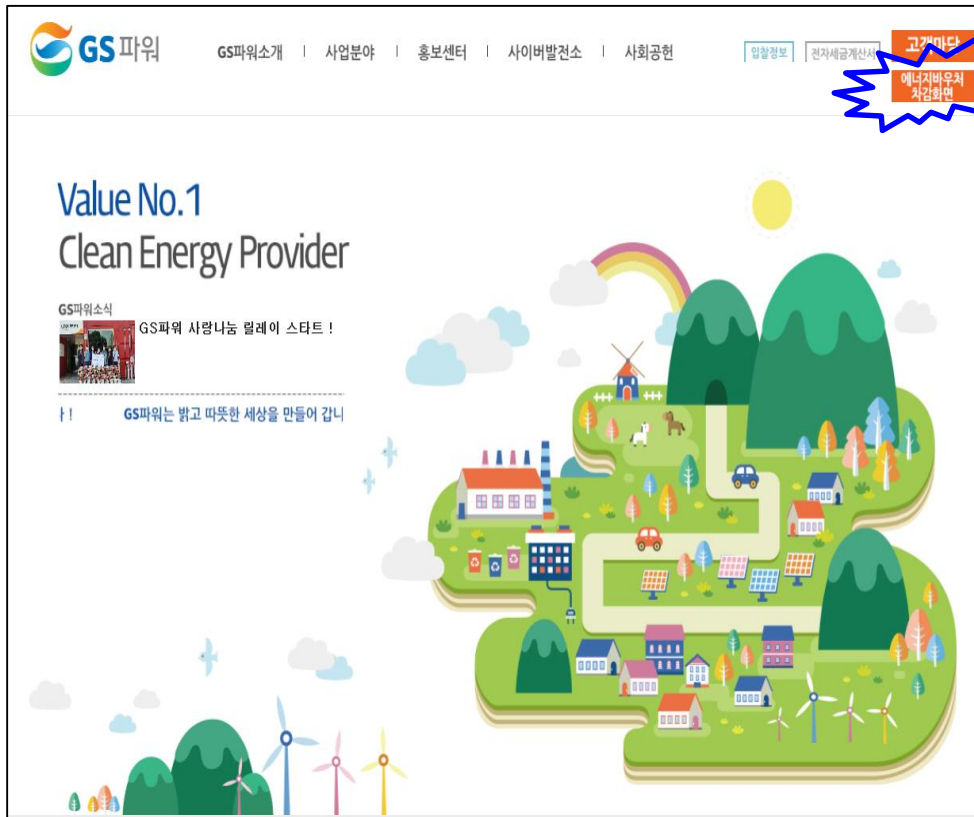 GS파워
GS파워소개 | 사업분야 | 홍보센터 | 사이버발전소 | 사회공헌
입찰정보
전자세금계산서
고객마당
에너지바우처
차감화면
Value No.1
Clean Energy Provider
GS파워소식
GS파워 사랑나눔 릴레이 스타트 !
다 ! GS파워는 밝고 따뜻한 세상을 만들어 갑니